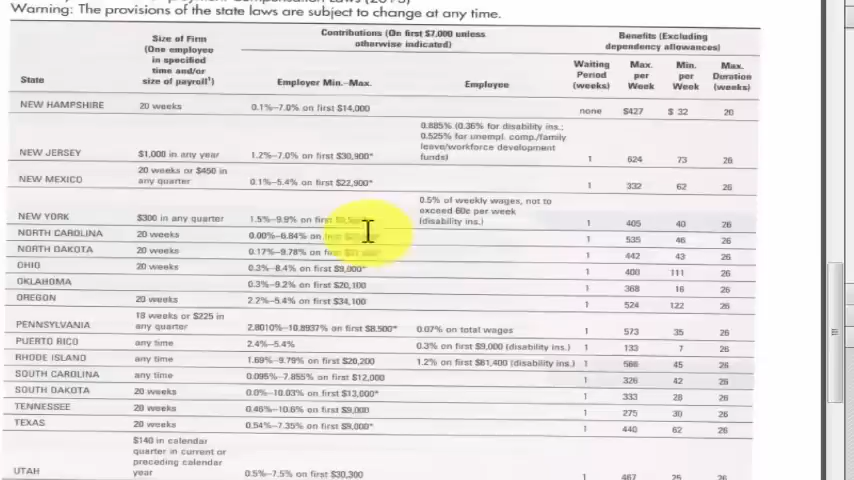 Warning: The provisions of the state laws are subject to change at any time.
Size of Firm (One employee in specified time and/or size of payroll¹)
Contributions (On first $7,000 unless otherwise indicated)
Benefits (Excluding dependency allowances)
State Employer Min.–Max. Employee Waiting Period (weeks) Max. per Week Min. per Week Max. Duration (weeks)
NEW HAMPSHIRE 20 weeks 0.1%–7.0% on first $14,000 none $427 $ 32 20
0.885% (0.36% for disability ins.;
0.525% for unempl. comp./family
leave/workforce development
NEW JERSEY $1,000 in any year 1.2%–7.0% on first $30,900* funds) 1 624 73 26
20 weeks or $450 in
NEW MEXICO any quarter 0.1%–5.4% on first $22,900* 1 332 62 26
0.5% of weekly wages, not to
exceed 60¢ per week
NEW YORK $300 in any quarter 1.5%–9.9% on first (disability ins.) 1 405 40 26
NORTH CAROLINA 20 weeks 0.00%–6.84% on 1 535 46 26
NORTH DAKOTA 20 weeks 0.17%–9.78% on 1 442 43 26
OHIO 20 weeks 0.3%–8.4% on first $9,000* 1 400 111 26
OKLAHOMA 0.3%–9.2% on first $20,100 1 368 16 26
OREGON 20 weeks 2.2%–5.4% on first $34,100 1 524 122 26
18 weeks or $225 in
PENNSYLVANIA any quarter 2.8010%–10.8937% on first $8,500* 0.07% on total wages 1 573 35 26
PUERTO RICO any time 2.4%–5.4% 0.3% on first $9,000 (disability ins.) 1 133 7 26
RHODE ISLAND any time 1.69%–9.79% on first $20,200 1.2% on first $61,400 (disability ins.) 1 566 45 26
SOUTH CAROLINA any time 0.095%–7.855% on first $12,000 1 326 42 26
SOUTH DAKOTA 20 weeks 0.0%–10.03% on first $13,000* 1 333 28 26
TENNESSEE 20 weeks 0.46%–10.6% on first $9,000 1 275 30 26
TEXAS 20 weeks 0.54%–7.35% on first $9,000* 1 440 62 26
$140 in calendar
quarter in current or
preceding calendar
UTAH year 0.5%–7.5% on first $30,300 1 467 25 26